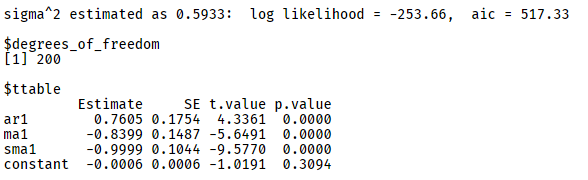 sigma^2 estimated as 0.5933:  log likelihood = -253.66,  aic = 517.33
$degrees_of_freedom
[1] 200
$ttable
         Estimate     SE t.value p.value
ar1        0.7605 0.1754  4.3361  0.0000
ma1       -0.8399 0.1487 -5.6491  0.0000
sma1      -0.9999 0.1044 -9.5770  0.0000
constant  -0.0006 0.0006 -1.0191  0.3094